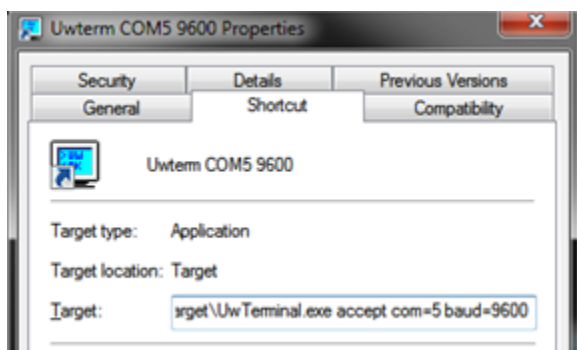 Uwterm COM5 9600 Properties
Security Details Previous Versions
General Shortcut Compatibility
Uwterm COM5 9600
Target type: Application
Target location: Target
Target: arget\UwTerminal.exe accept com=5 baud=9600